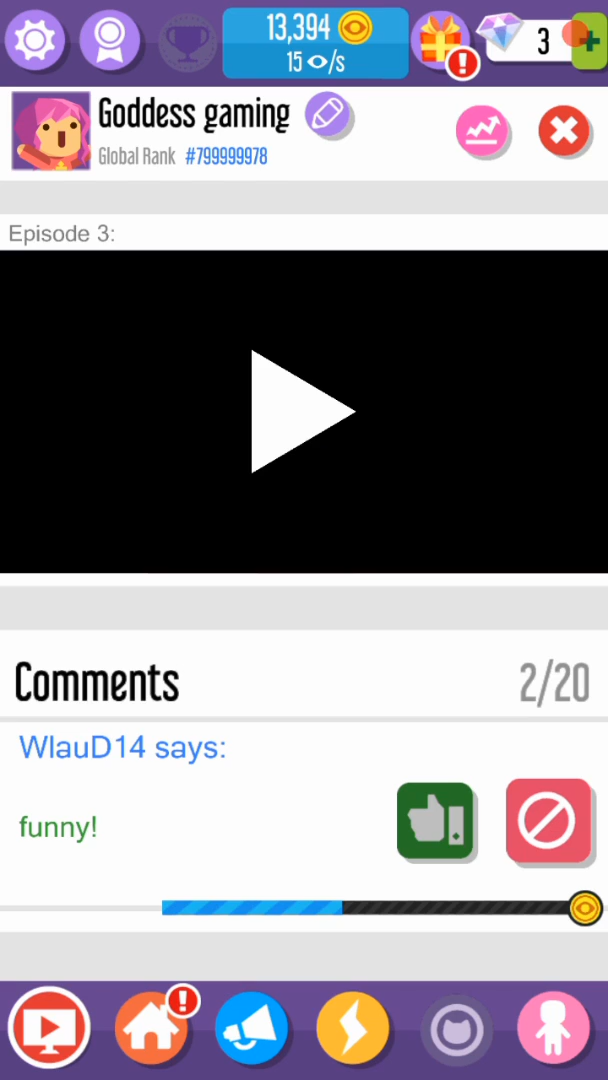 13,394
15 /s
3
Goddess gaming
Global Rank #799999978
Episode 3:
Comments 2/20
WlauD14 says:
funny!